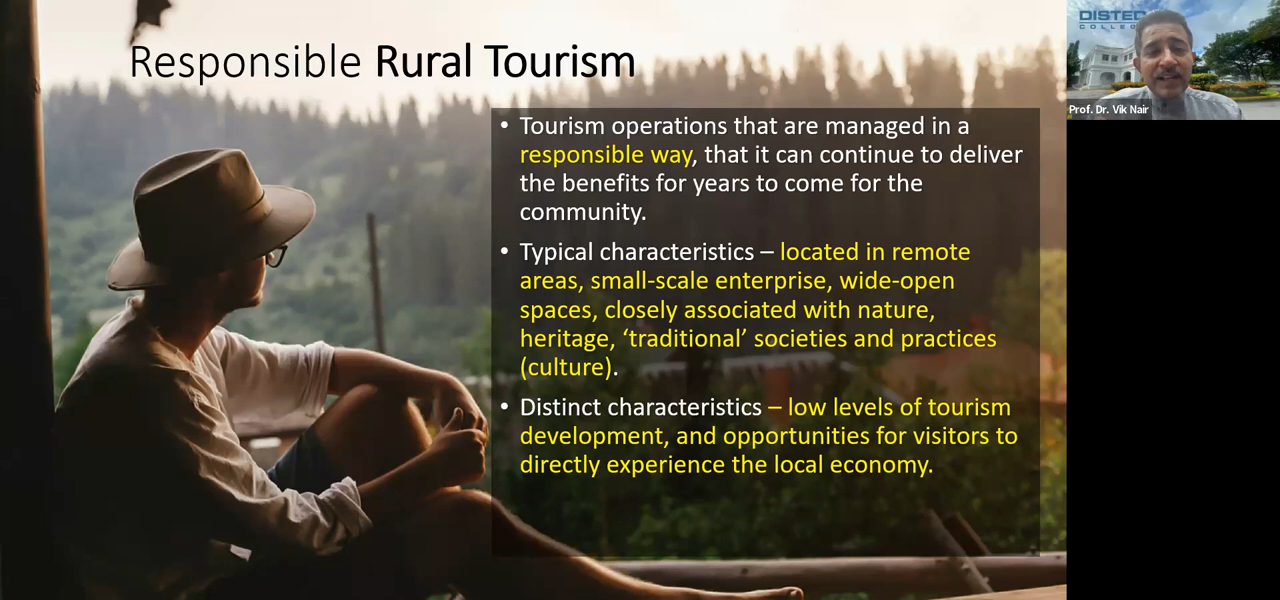 Responsible Rural Tourism
• Tourism operations that are managed in a
responsible way, that it can continue to deliver
the benefits for years to come for the
community.
• Typical characteristics – located in remote
areas, small-scale enterprise, wide-open
spaces, closely associated with nature,
heritage, ‘traditional’ societies and practices
(culture).
• Distinct characteristics – low levels of tourism
development, and opportunities for visitors to
directly experience the local economy.
Prof. Dr. Vik Nair